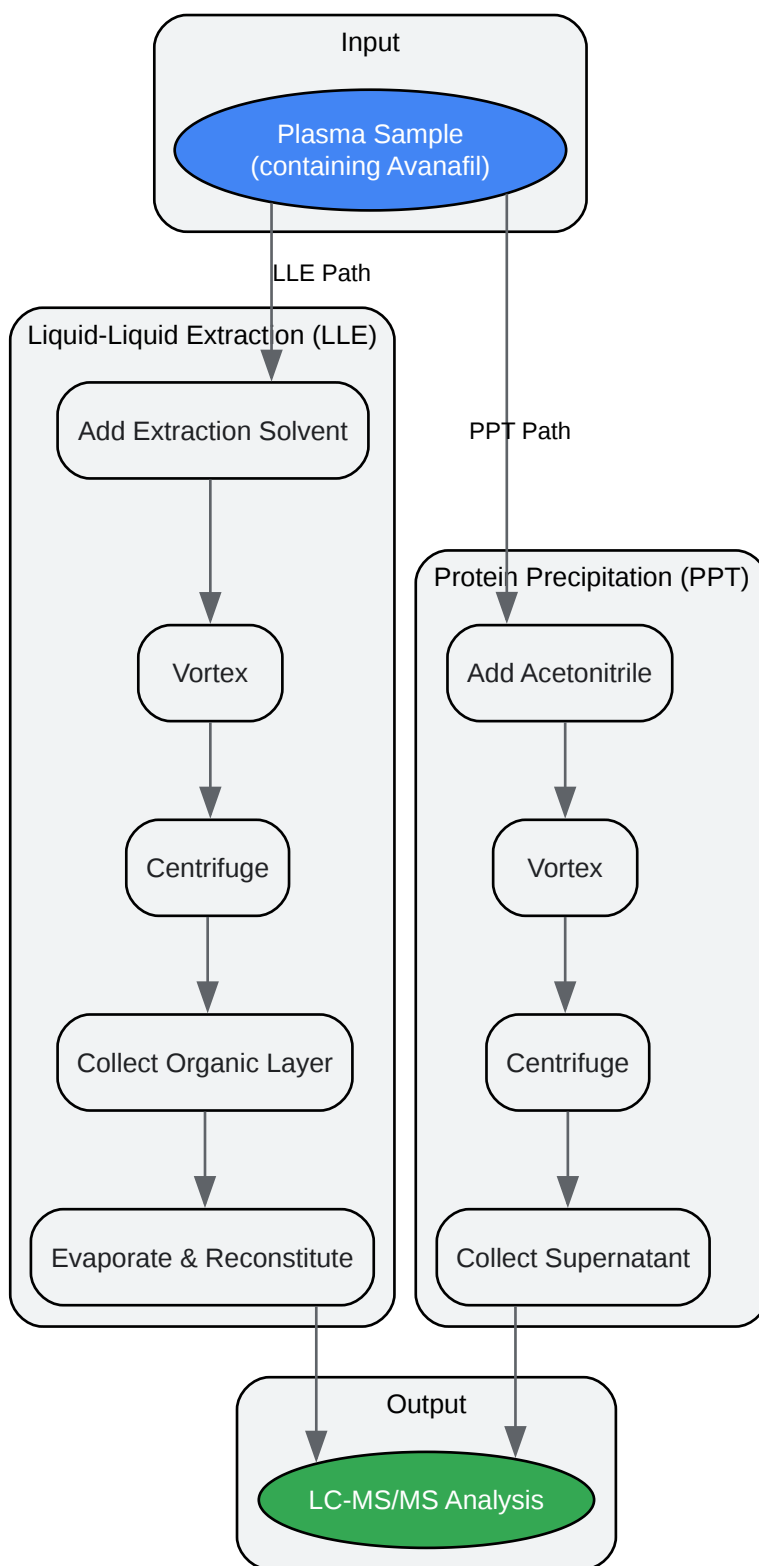 Input
Plasma Sample
(containing Avanafil)
LLE Path
Liquid-Liquid Extraction (LLE)
Add Extraction Solvent
Vortex
Centrifuge
Collect Organic Layer
Evaporate & Reconstitute
PPT Path
Protein Precipitation (PPT)
Add Acetonitrile
Vortex
Centrifuge
Collect Supernatant
Output
LC-MS/MS Analysis